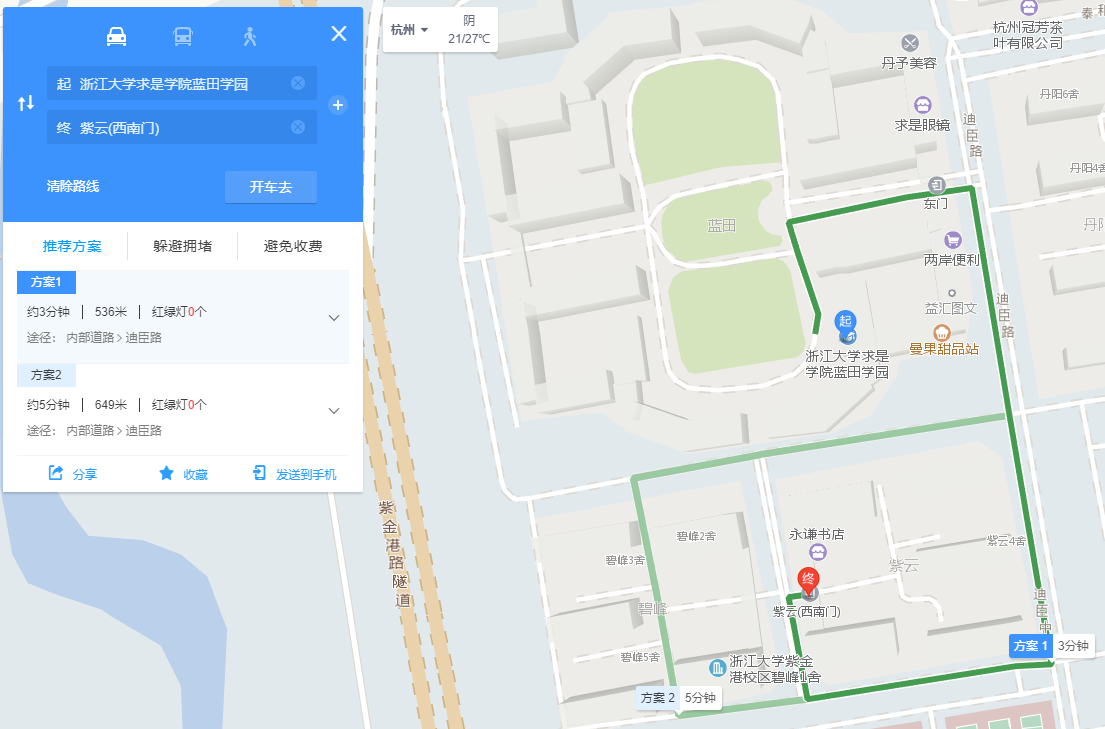 起 浙江大学求是学院蓝田学园
终 紫云(西南门)
清除路线
开车去
推荐方案
躲避拥堵
避免收费
方案1
约3分钟 | 536米 | 红绿灯0个
途径： 内部道路 > 迪臣路
方案2
约5分钟 | 649米 | 红绿灯0个
途径： 内部道路 > 迪臣路
分享
收藏
发送到手机
杭州
阴
21/27℃
泰和
杭州冠芳茶
叶有限公司
丹予美容
丹阳6舍
求是眼镜
迪臣路
丹阳4舍
东门
蓝田
丹阳
两岸便利
益汇图文
迪臣路
起
曼果甜品站
浙江大学求是
学院蓝田学园
紫金港路隧道
永谦书店
碧峰2舍
紫云4舍
碧峰3舍
紫云
终
碧峰
紫云(西南门)
迪臣中
方案 1 3分钟
碧峰5舍
浙江大学紫金
港校区碧峰1舍
方案 2 5分钟